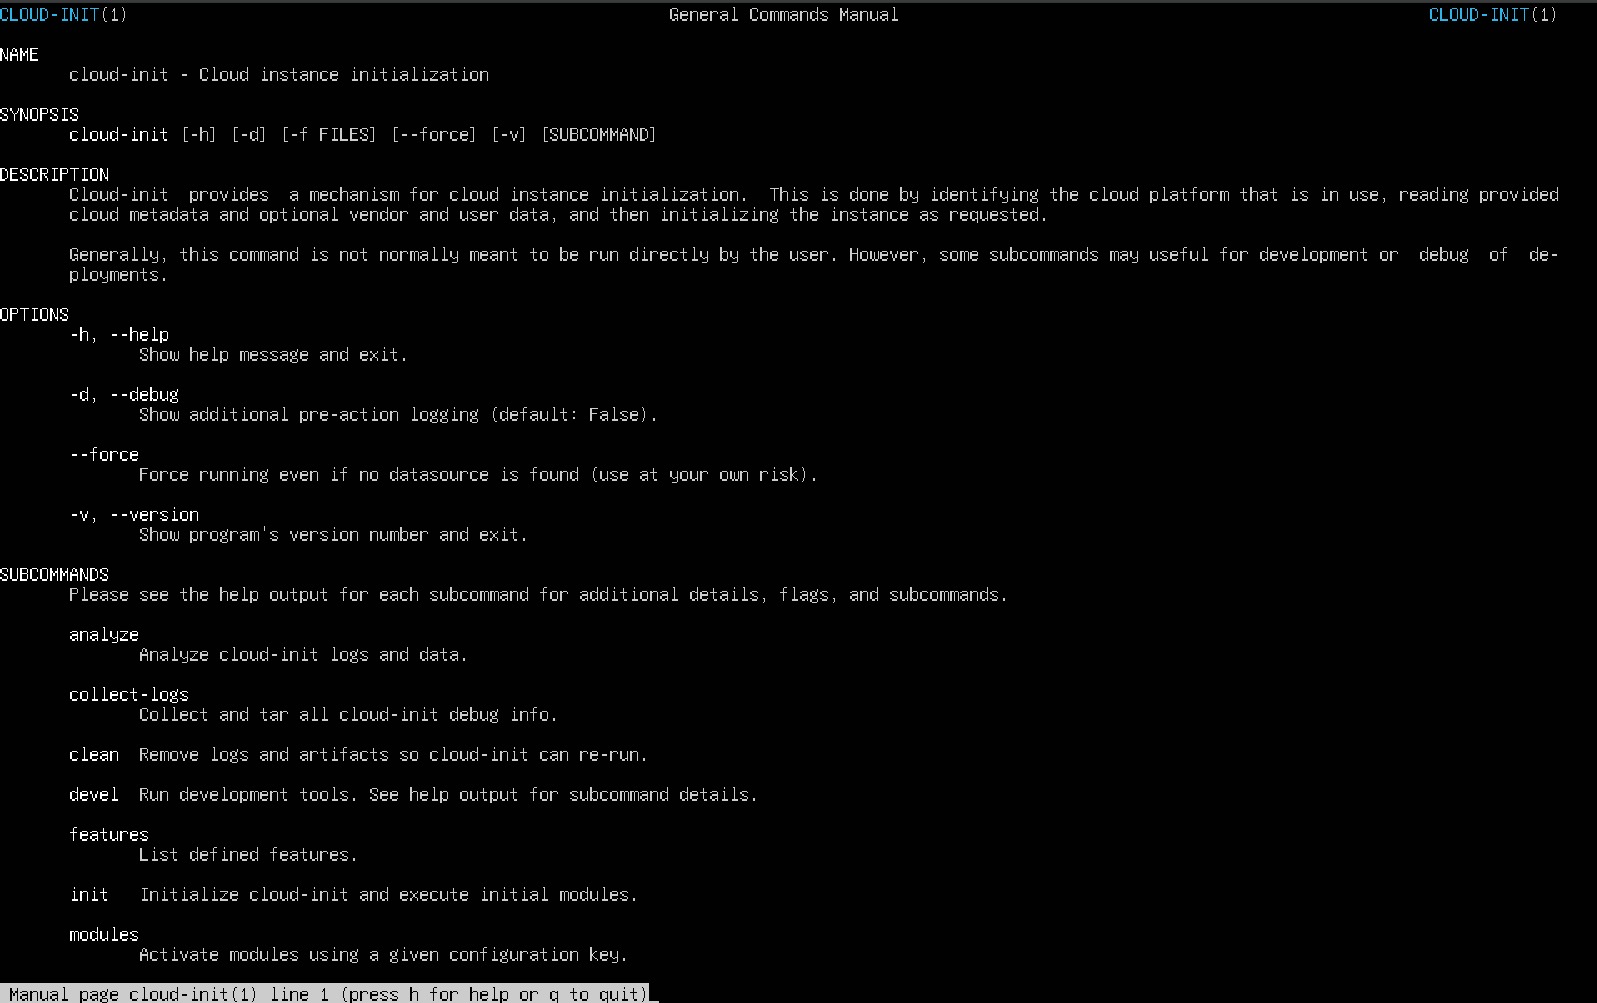 CLOUD-INIT(1) General Commands Manual CLOUD-INIT(1)
NAME
cloud-init - Cloud instance initialization
SYNOPSIS
cloud-init [-h] [-d] [-f FILES] [--force] [-v] [SUBCOMMAND]
DESCRIPTION
Cloud-init  provides  a mechanism for cloud instance initialization.  This is done by identifying the cloud platform that is in use, reading provided
cloud metadata and optional vendor and user data, and then initializing the instance as requested.
Generally, this command is not normally meant to be run directly by the user. However, some subcommands may useful for development or  debug  of  de-
ployments.
OPTIONS
-h, --help
Show help message and exit.
-d, --debug
Show additional pre-action logging (default: False).
--force
Force running even if no datasource is found (use at your own risk).
-v, --version
Show program's version number and exit.
SUBCOMMANDS
Please see the help output for each subcommand for additional details, flags, and subcommands.
analyze
Analyze cloud-init logs and data.
collect-logs
Collect and tar all cloud-init debug info.
clean  Remove logs and artifacts so cloud-init can re-run.
devel  Run development tools. See help output for subcommand details.
features
List defined features.
init   Initialize cloud-init and execute initial modules.
modules
Activate modules using a given configuration key.
Manual page cloud-init(1) line 1 (press h for help or q to quit)